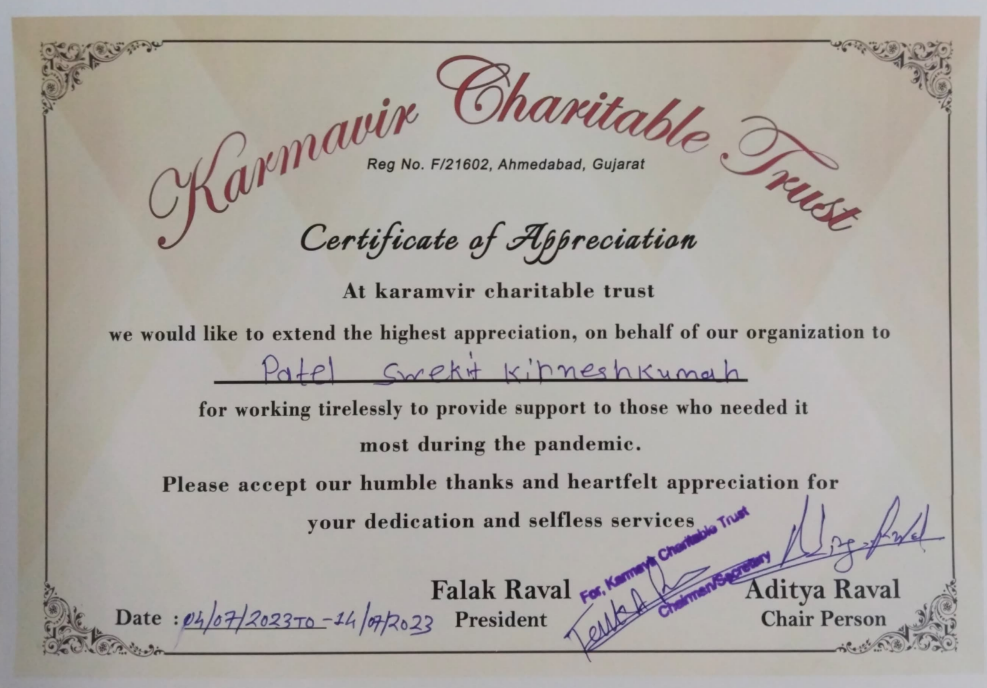 Karmavir Charitable Trust
Reg No. F/21602, Ahmedabad, Gujarat
Certificate of Appreciation
At karamvir charitable trust
we would like to extend the highest appreciation, on behalf of our organization to
Patel Swekit Kirneshkumar
for working tirelessly to provide support to those who needed it
most during the pandemic.
Please accept our humble thanks and heartfelt appreciation for
your dedication and selfless services
For, Karmavir Charitable Trust
Chairman/Secretary
Falak Raval
President
Aditya Raval
Chair Person
Date : 04/07/2023 TO - 14/07/2023